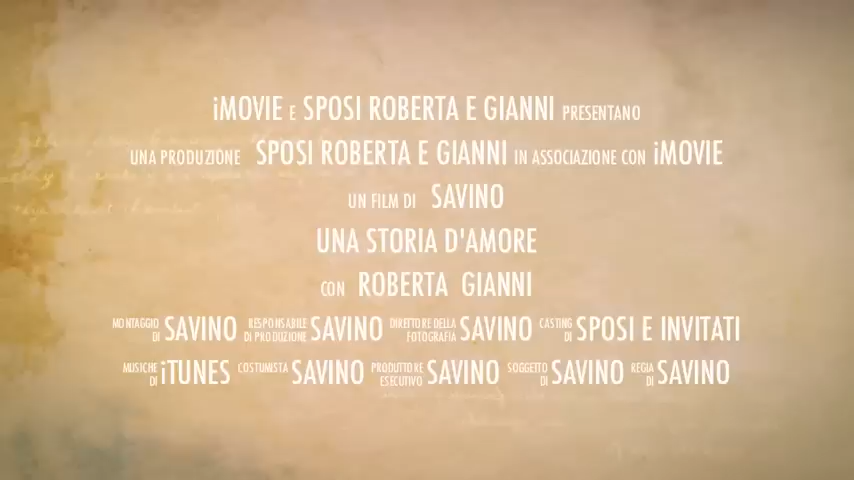 iMOVIE E SPOSI ROBERTA E GIANNI PRESENTANO
UNA PRODUZIONE SPOSI ROBERTA E GIANNI IN ASSOCIAZIONE CON iMOVIE
UN FILM DI SAVINO
UNA STORIA D'AMORE
CON ROBERTA GIANNI
MONTAGGIO DI SAVINO RESPONSABILE DI PRODUZIONE SAVINO DIRETTORE DELLA FOTOGRAFIA SAVINO CASTING DI SPOSI E INVITATI
MUSICHE DI iTUNES COSTUMISTA SAVINO PRODUTTORE ESECUTIVO SAVINO SOGGETTO DI SAVINO REGIA DI SAVINO